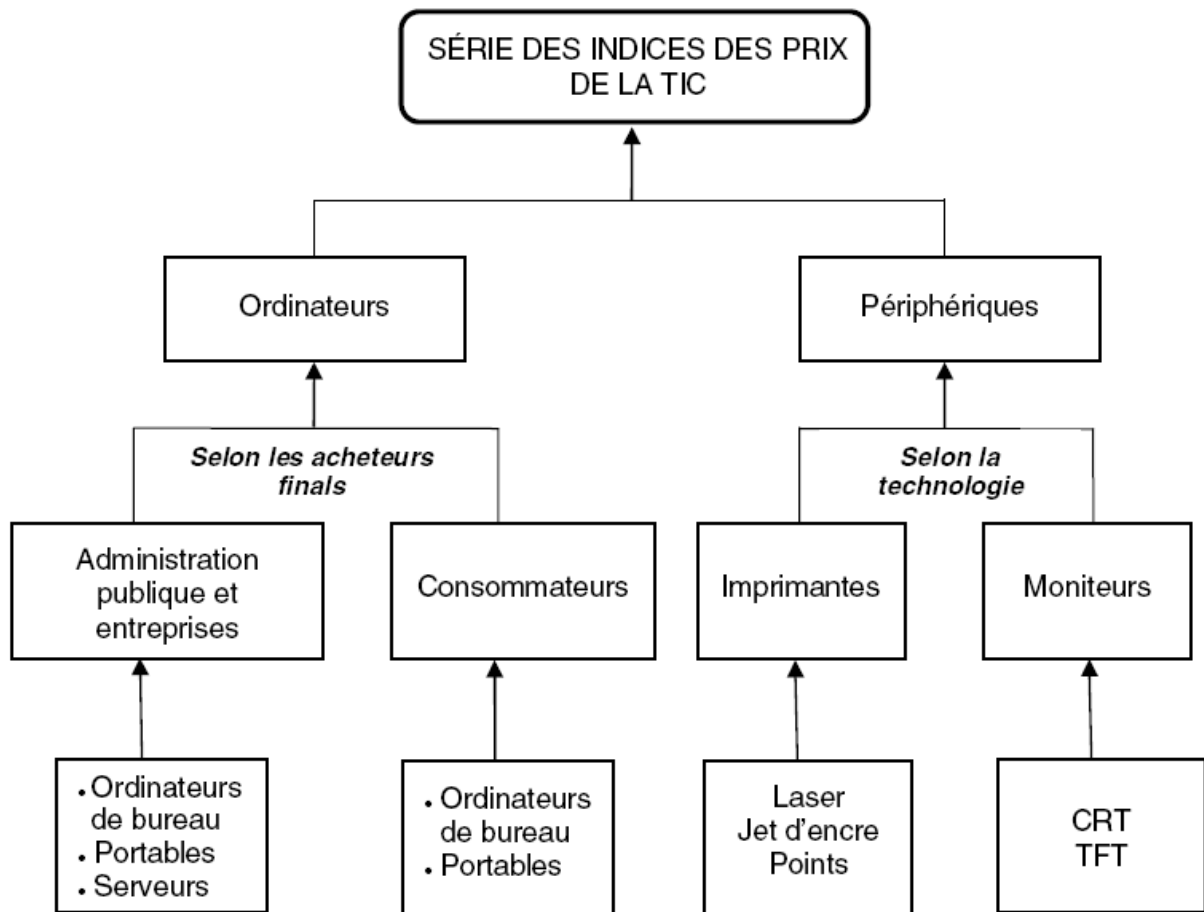 SÉRIE DES INDICES DES PRIX
DE LA TIC
Ordinateurs
Périphériques
Selon les acheteurs
finals
Selon la
technologie
Administration
publique et
entreprises
Consommateurs
Imprimantes
Moniteurs
• Ordinateurs
de bureau
• Portables
• Serveurs
• Ordinateurs
de bureau
• Portables
Laser
Jet d'encre
Points
CRT
TFT